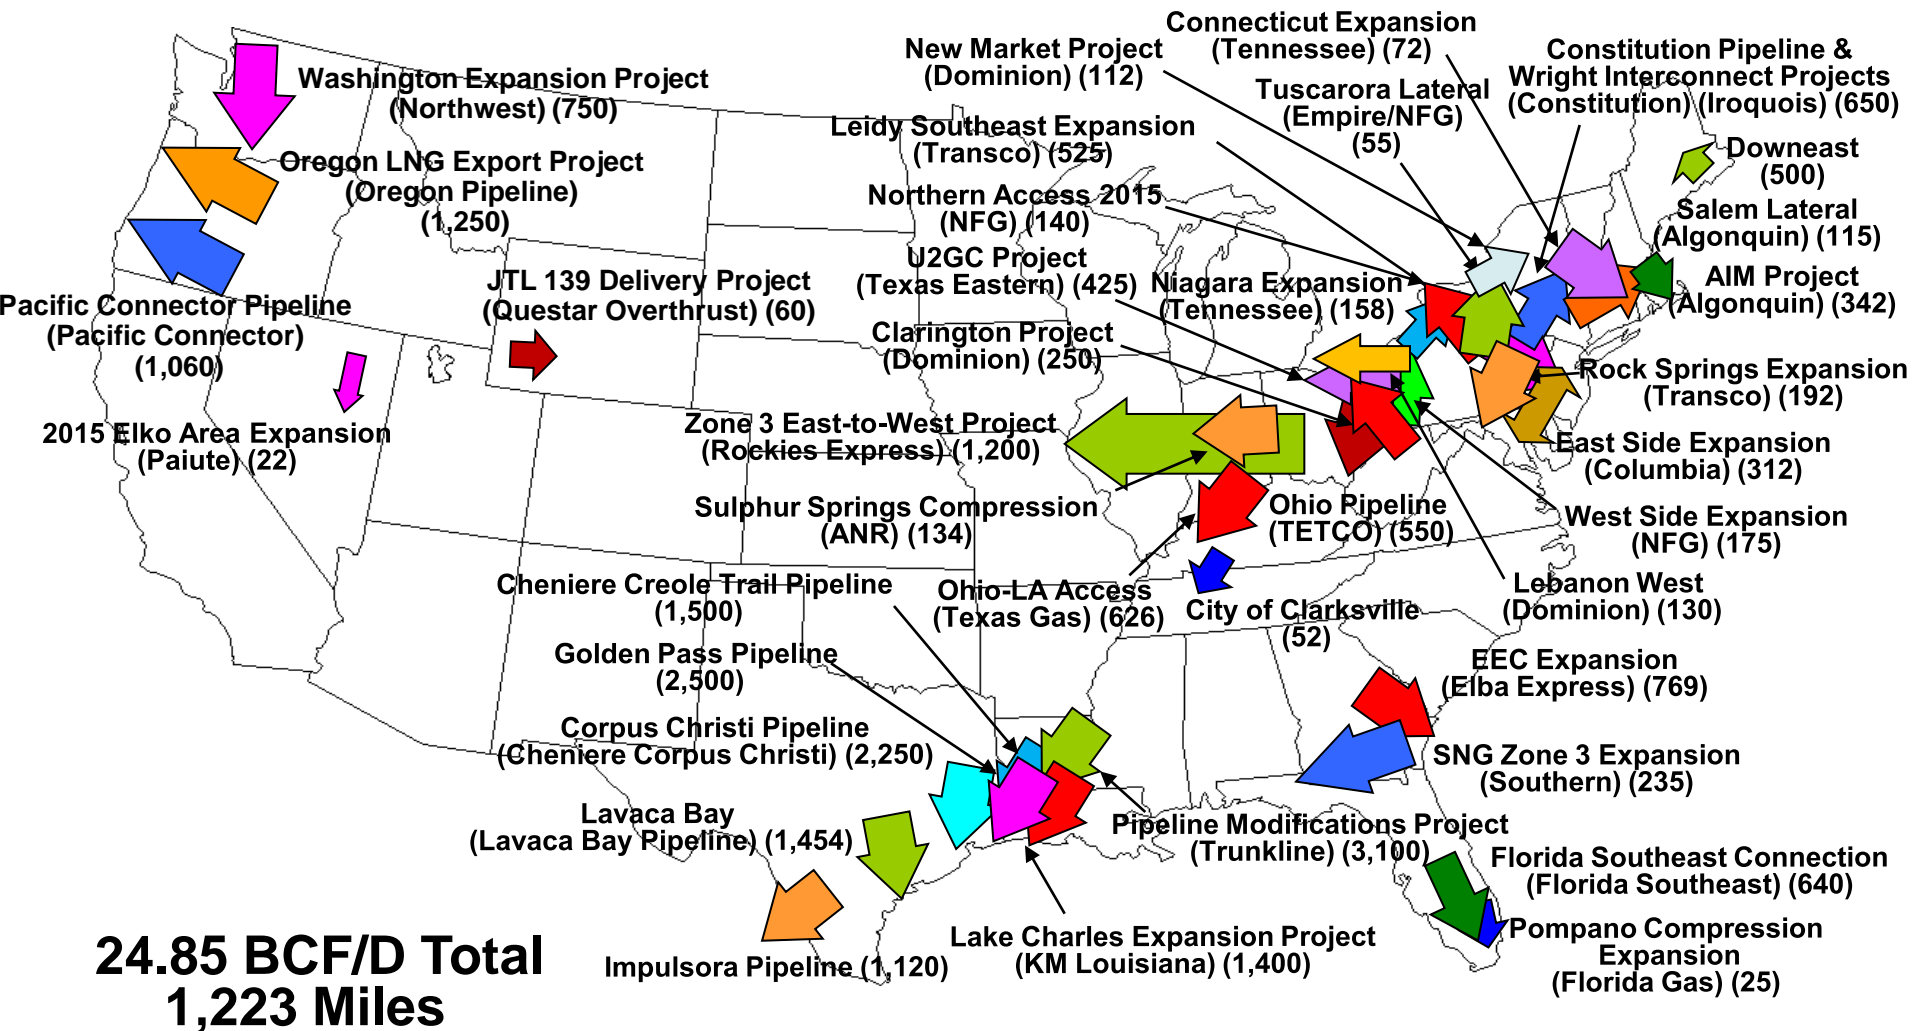 Washington Expansion Project
(Northwest) (750)
Oregon LNG Export Project
(Oregon Pipeline)
(1,250)
Pacific Connector Pipeline
(Pacific Connector)
(1,060)
2015 Elko Area Expansion
(Paiute) (22)
JTL 139 Delivery Project
(Questar Overthrust) (60)
Connecticut Expansion
(Tennessee) (72)
New Market Project
(Dominion) (112)
Constitution Pipeline &
Wright Interconnect Projects
(Constitution) (Iroquois) (650)
Tuscarora Lateral
(Empire/NFG)
(55)
Leidy Southeast Expansion
(Transco) (525)
Downeast
(500)
Northern Access 2015
(NFG) (140)
Salem Lateral
(Algonquin) (115)
U2GC Project
(Texas Eastern) (425)
Niagara Expansion
(Tennessee) (158)
AIM Project
(Algonquin) (342)
Clarington Project
(Dominion) (250)
Rock Springs Expansion
(Transco) (192)
Zone 3 East-to-West Project
(Rockies Express) (1,200)
East Side Expansion
(Columbia) (312)
Sulphur Springs Compression
(ANR) (134)
Ohio Pipeline
(TETCO) (550)
West Side Expansion
(NFG) (175)
Cheniere Creole Trail Pipeline
(1,500)
Ohio-LA Access
(Texas Gas) (626)
City of Clarksville
(52)
Lebanon West
(Dominion) (130)
Golden Pass Pipeline
(2,500)
EEC Expansion
(Elba Express) (769)
Corpus Christi Pipeline
(Cheniere Corpus Christi) (2,250)
SNG Zone 3 Expansion
(Southern) (235)
Lavaca Bay
(Lavaca Bay Pipeline) (1,454)
Pipeline Modifications Project
(Trunkline) (3,100)
Florida Southeast Connection
(Florida Southeast) (640)
Lake Charles Expansion Project
(KM Louisiana) (1,400)
Pompano Compression
Expansion
(Florida Gas) (25)
Impulsora Pipeline (1,120)
24.85 BCF/D Total
1,223 Miles